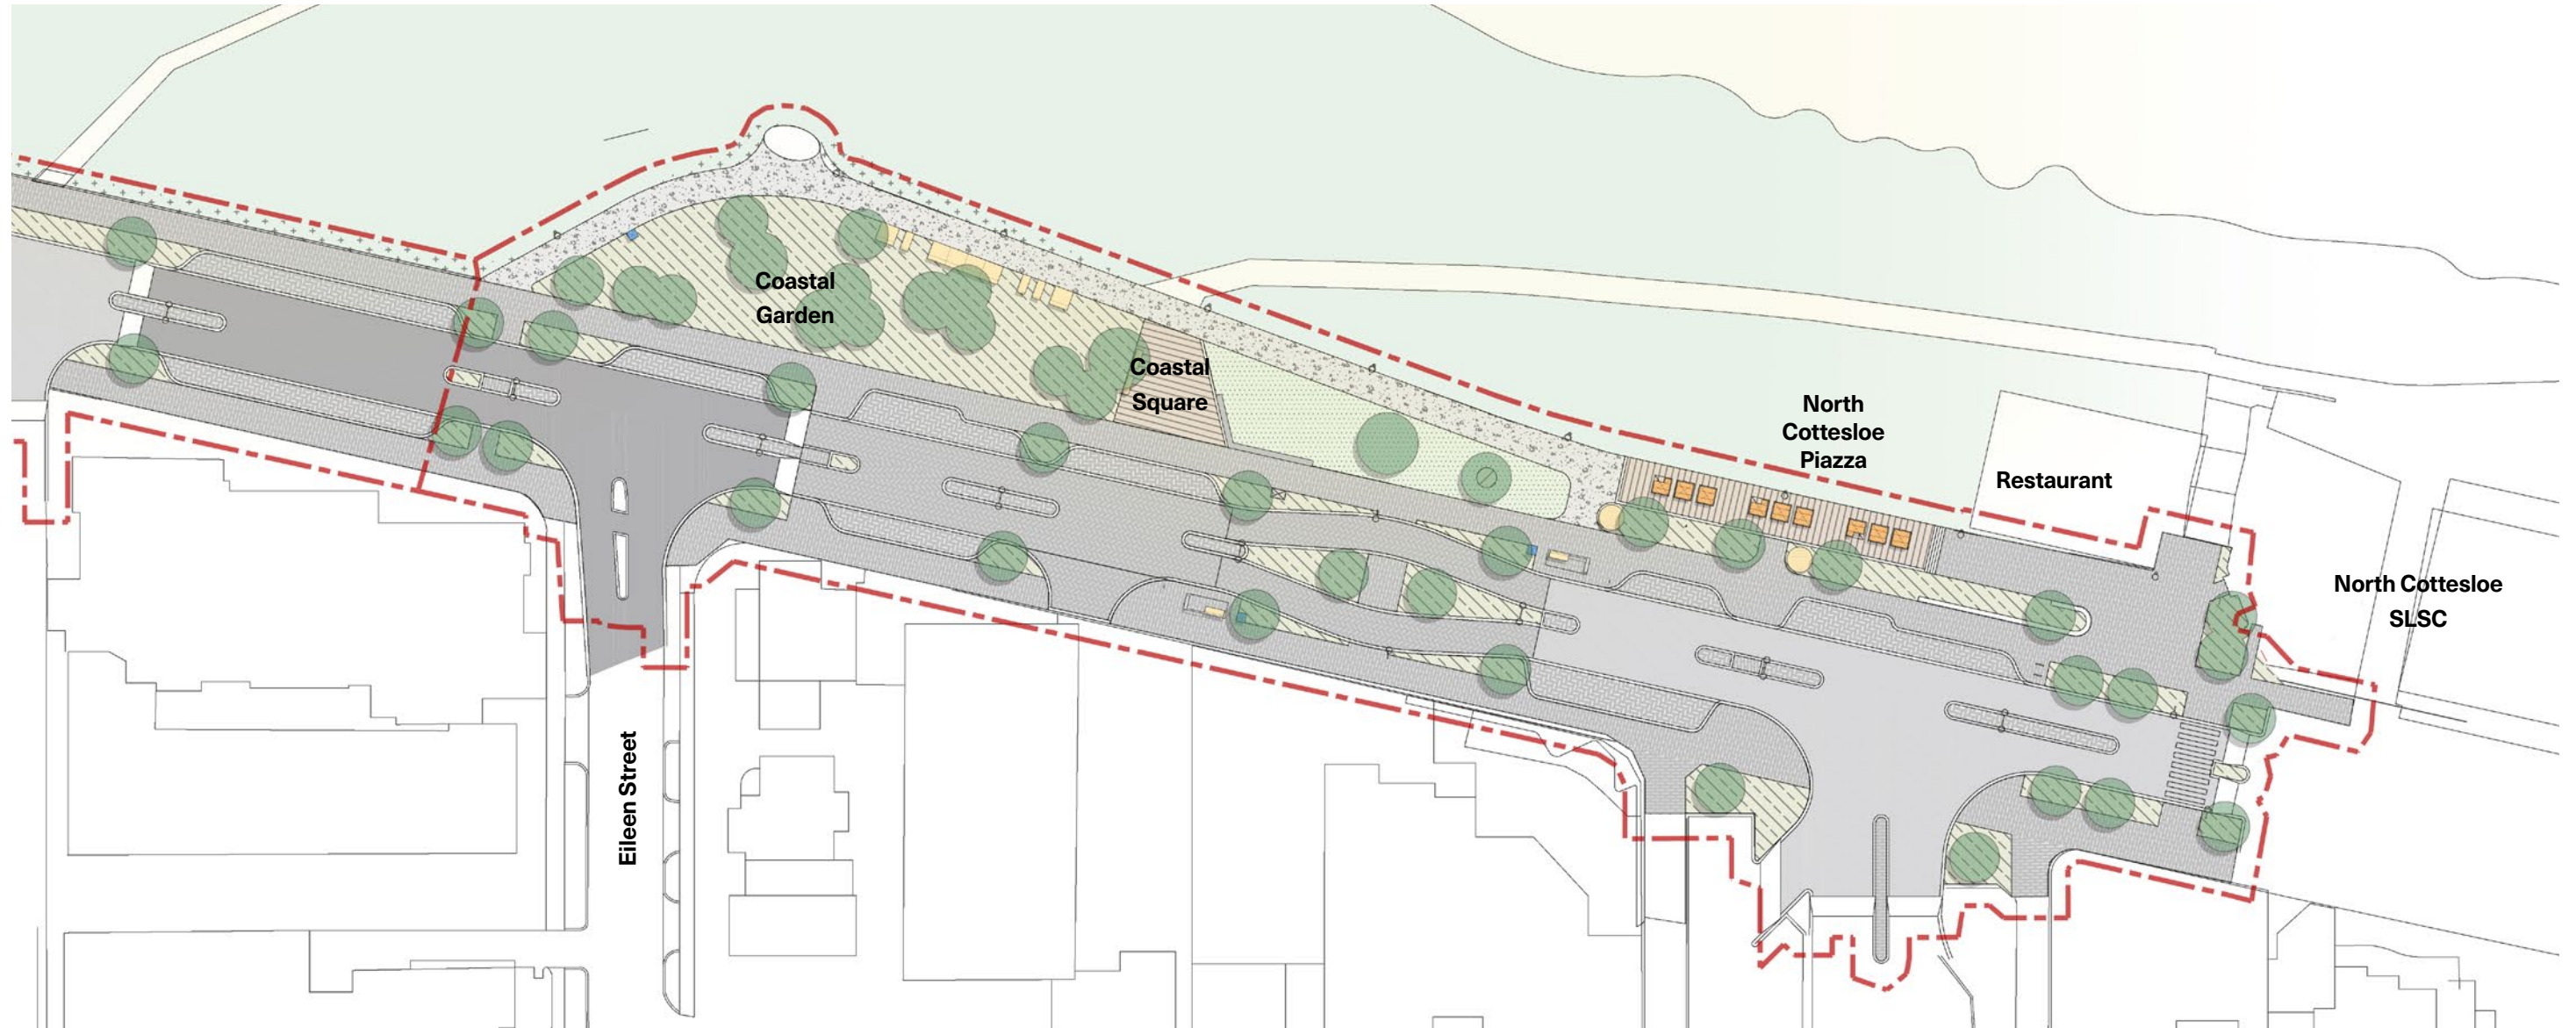 Coastal
Garden
Coastal
Square
North
Cottesloe
Piazza
Restaurant
North Cottesloe
SLSC
Eileen Street